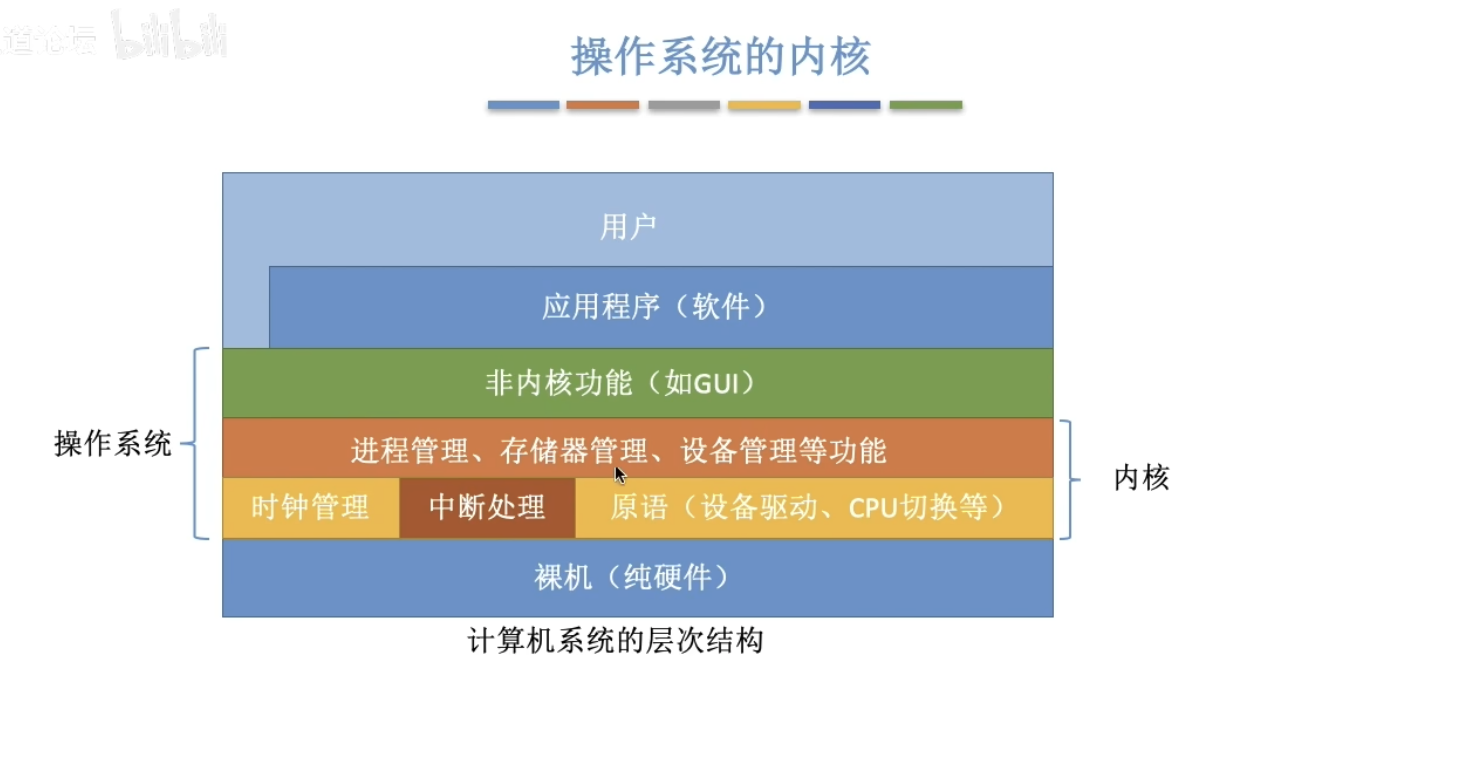 道论坛 bilibili
操作系统的内核
用户
应用程序（软件）
非内核功能（如GUI）
操作系统
进程管理、存储器管理、设备管理等功能
内核
时钟管理 中断处理 原语（设备驱动、CPU切换等）
裸机（纯硬件）
计算机系统的层次结构